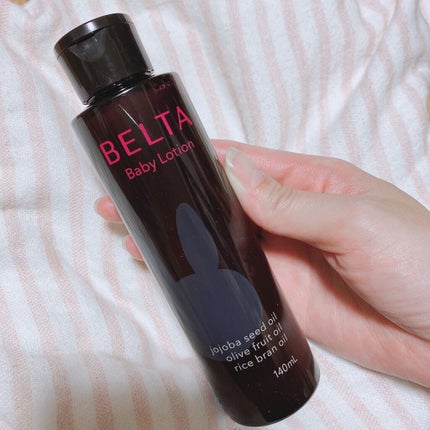 BELTA
Baby Lotion
jojoba seed oil
olive fruit oil
rice bran oil
140mL